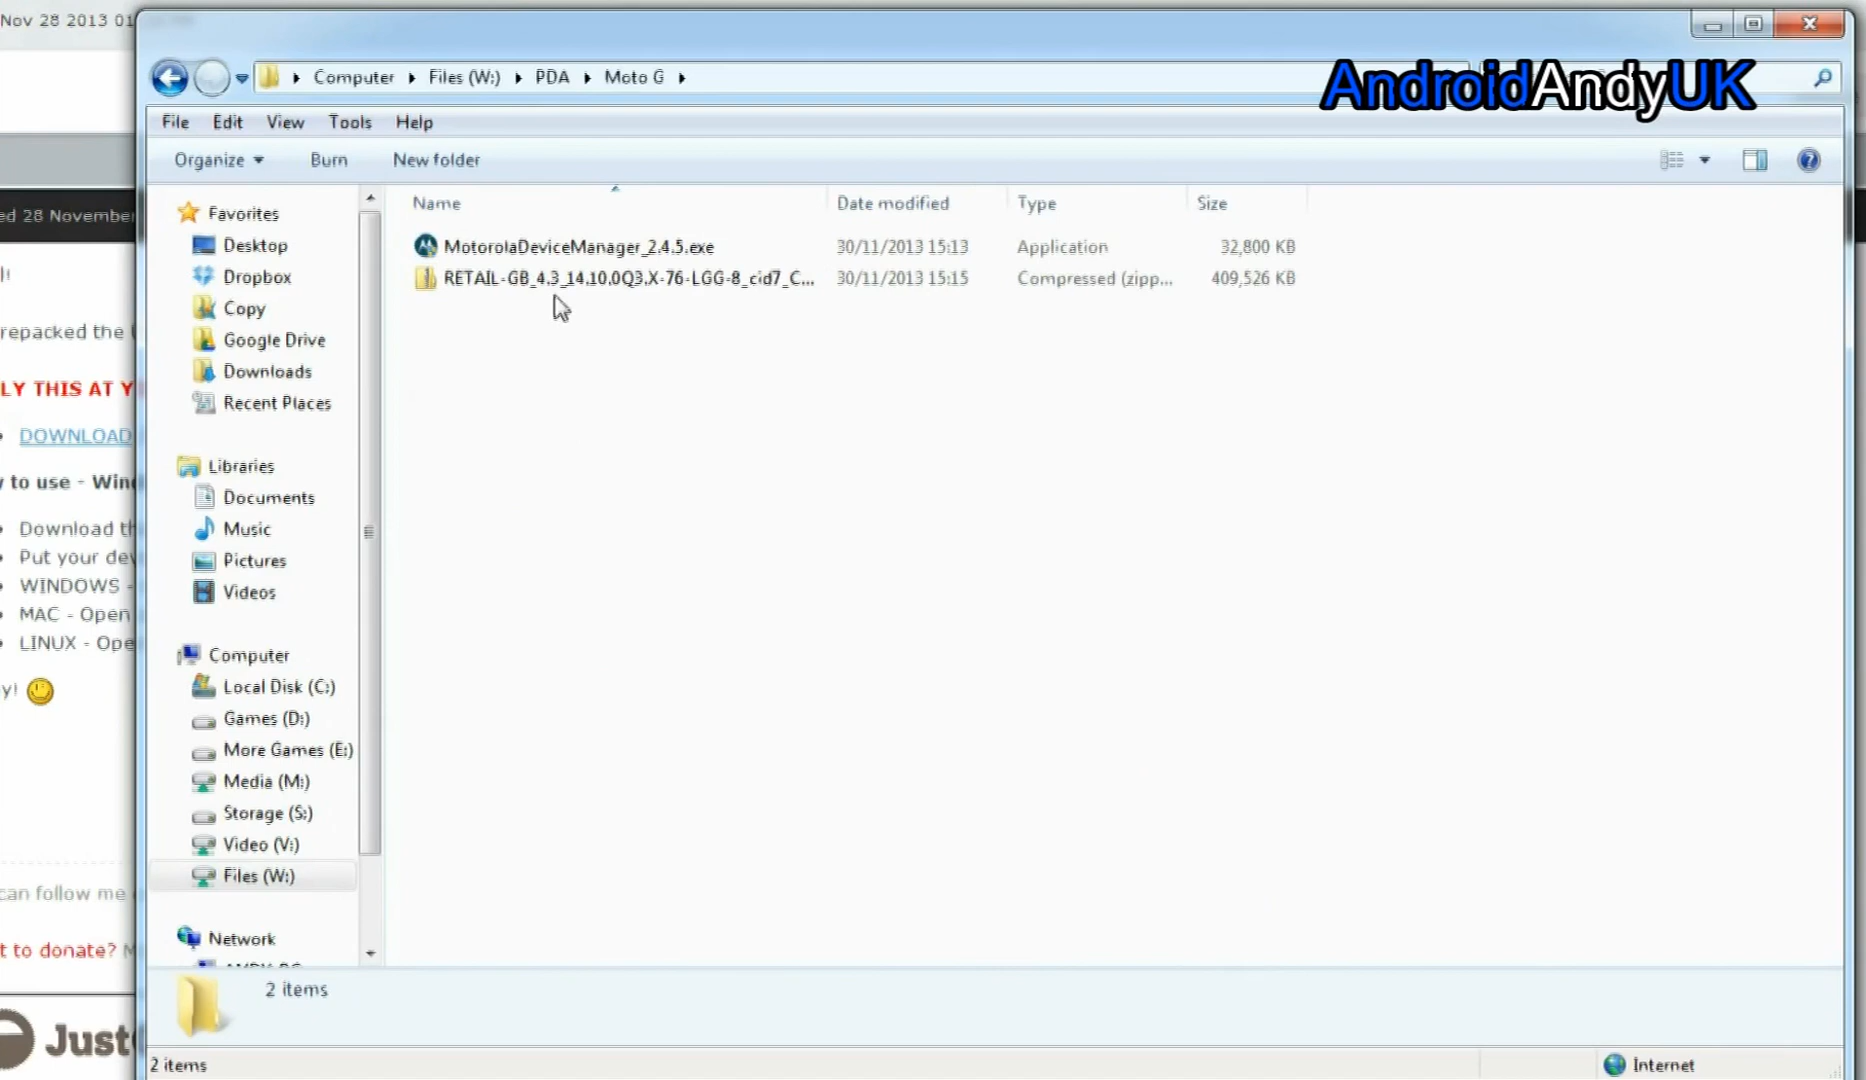 Nov 28 2013 01
Computer Files (W:) PDA Moto G
AndroidAndyUK
File Edit View Tools Help
Organize Burn New folder
Name Date modified Type Size
MotorolaDeviceManager_2.4.5.exe 30/11/2013 15:13 Application 32,800 KB
RETAIL-GB_4.3_14.10.0Q3.X-76-LGG-8_cid7_C... 30/11/2013 15:15 Compressed (zipp... 409,526 KB
Favorites
Desktop
Dropbox
Copy
Google Drive
Downloads
Recent Places
Libraries
Documents
Music
Pictures
Videos
Computer
Local Disk (C:)
Games (D:)
More Games (E:)
Media (M:)
Storage (S:)
Video (V:)
Files (W:)
Network
2 items
2 items
Internet
ed 28 November
repacked the
LY THIS AT Y
DOWNLOAD
to use - Wind
Download th
Put your dev
WINDOWS -
MAC - Open
LINUX - Ope
y!
can follow me
t to donate? M
Just